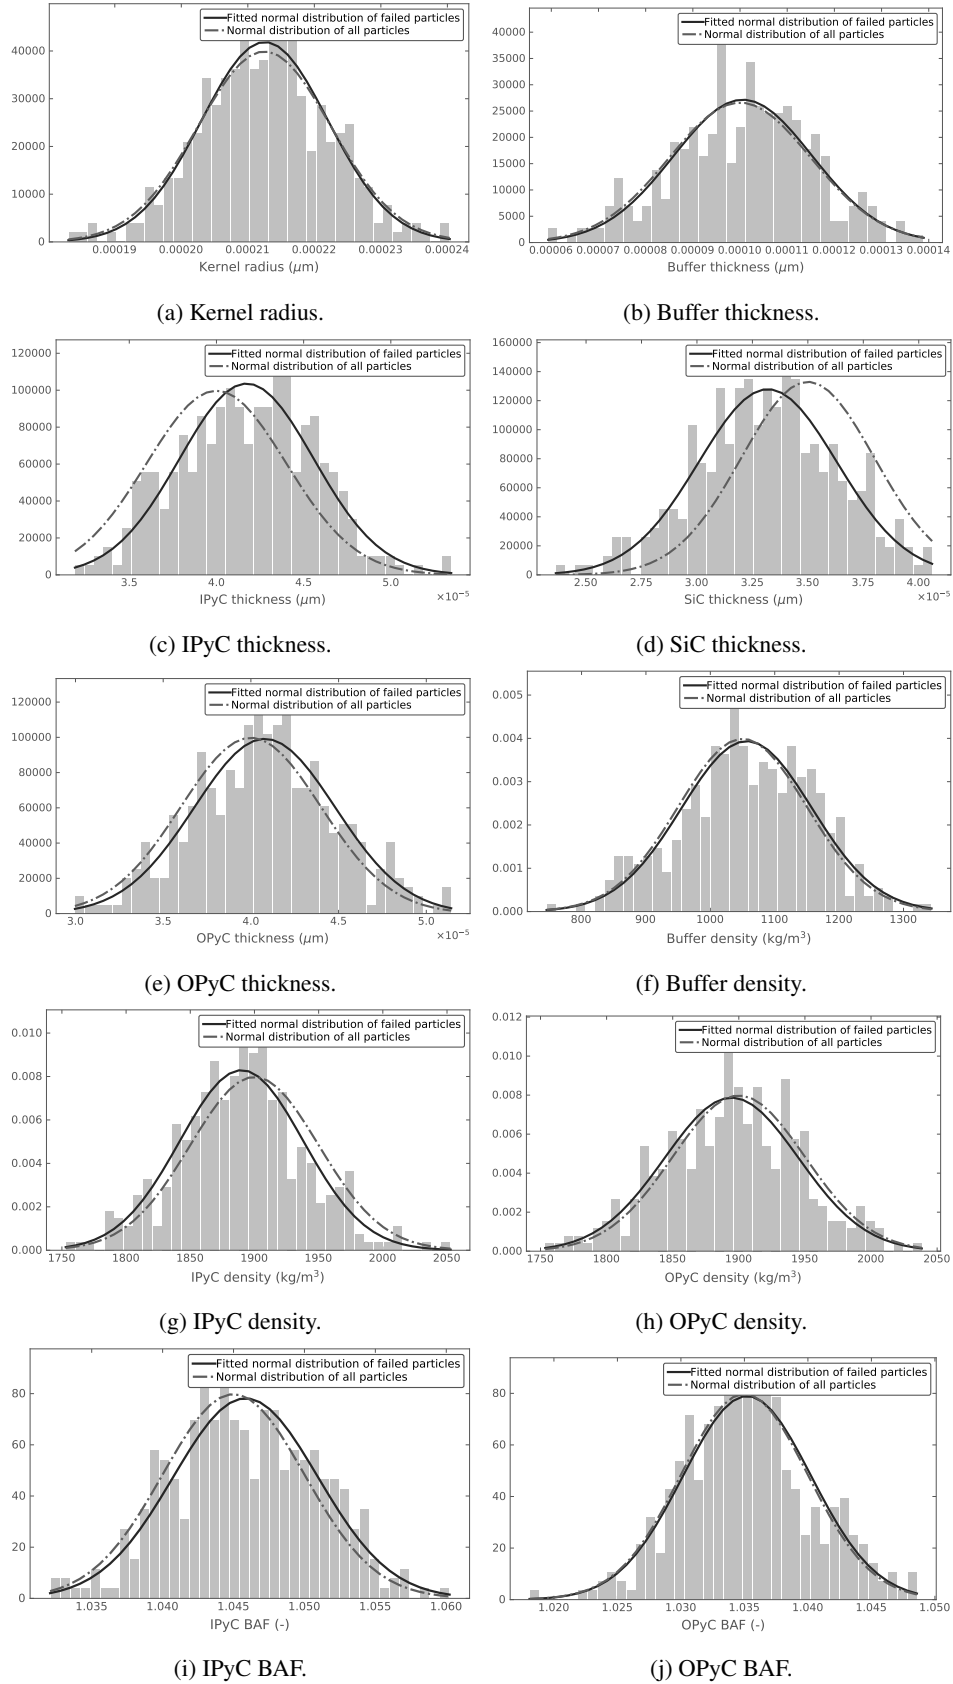 Fitted normal distribution of failed particles
Normal distribution of all particles
40000
30000
20000
10000
0
0.00019 0.00020 0.00021 0.00022 0.00023 0.00024
Kernel radius (μm)
(a) Kernel radius.
Fitted normal distribution of failed particles
Normal distribution of all particles
40000
35000
30000
25000
20000
15000
10000
5000
0
0.00006 0.00007 0.00008 0.00009 0.00010 0.00011 0.00012 0.00013 0.00014
Buffer thickness (μm)
(b) Buffer thickness.
Fitted normal distribution of failed particles
Normal distribution of all particles
120000
100000
80000
60000
40000
20000
0
3.5 4.0 4.5 5.0
IPyC thickness (μm)
×10⁻⁵
(c) IPyC thickness.
Fitted normal distribution of failed particles
Normal distribution of all particles
160000
140000
120000
100000
80000
60000
40000
20000
0
2.50 2.75 3.00 3.25 3.50 3.75 4.00
SiC thickness (μm)
×10⁻⁵
(d) SiC thickness.
Fitted normal distribution of failed particles
Normal distribution of all particles
120000
100000
80000
60000
40000
20000
0
3.0 3.5 4.0 4.5 5.0
OPyC thickness (μm)
×10⁻⁵
(e) OPyC thickness.
Fitted normal distribution of failed particles
Normal distribution of all particles
0.005
0.004
0.003
0.002
0.001
0.000
800 900 1000 1100 1200 1300
Buffer density (kg/m³)
(f) Buffer density.
Fitted normal distribution of failed particles
Normal distribution of all particles
0.010
0.008
0.006
0.004
0.002
0.000
1750 1800 1850 1900 1950 2000 2050
IPyC density (kg/m³)
(g) IPyC density.
Fitted normal distribution of failed particles
Normal distribution of all particles
0.012
0.010
0.008
0.006
0.004
0.002
0.000
1750 1800 1850 1900 1950 2000 2050
OPyC density (kg/m³)
(h) OPyC density.
Fitted normal distribution of failed particles
Normal distribution of all particles
80
60
40
20
0
1.035 1.040 1.045 1.050 1.055 1.060
IPyC BAF (-)
(i) IPyC BAF.
Fitted normal distribution of failed particles
Normal distribution of all particles
80
60
40
20
0
1.020 1.025 1.030 1.035 1.040 1.045 1.050
OPyC BAF (-)
(j) OPyC BAF.